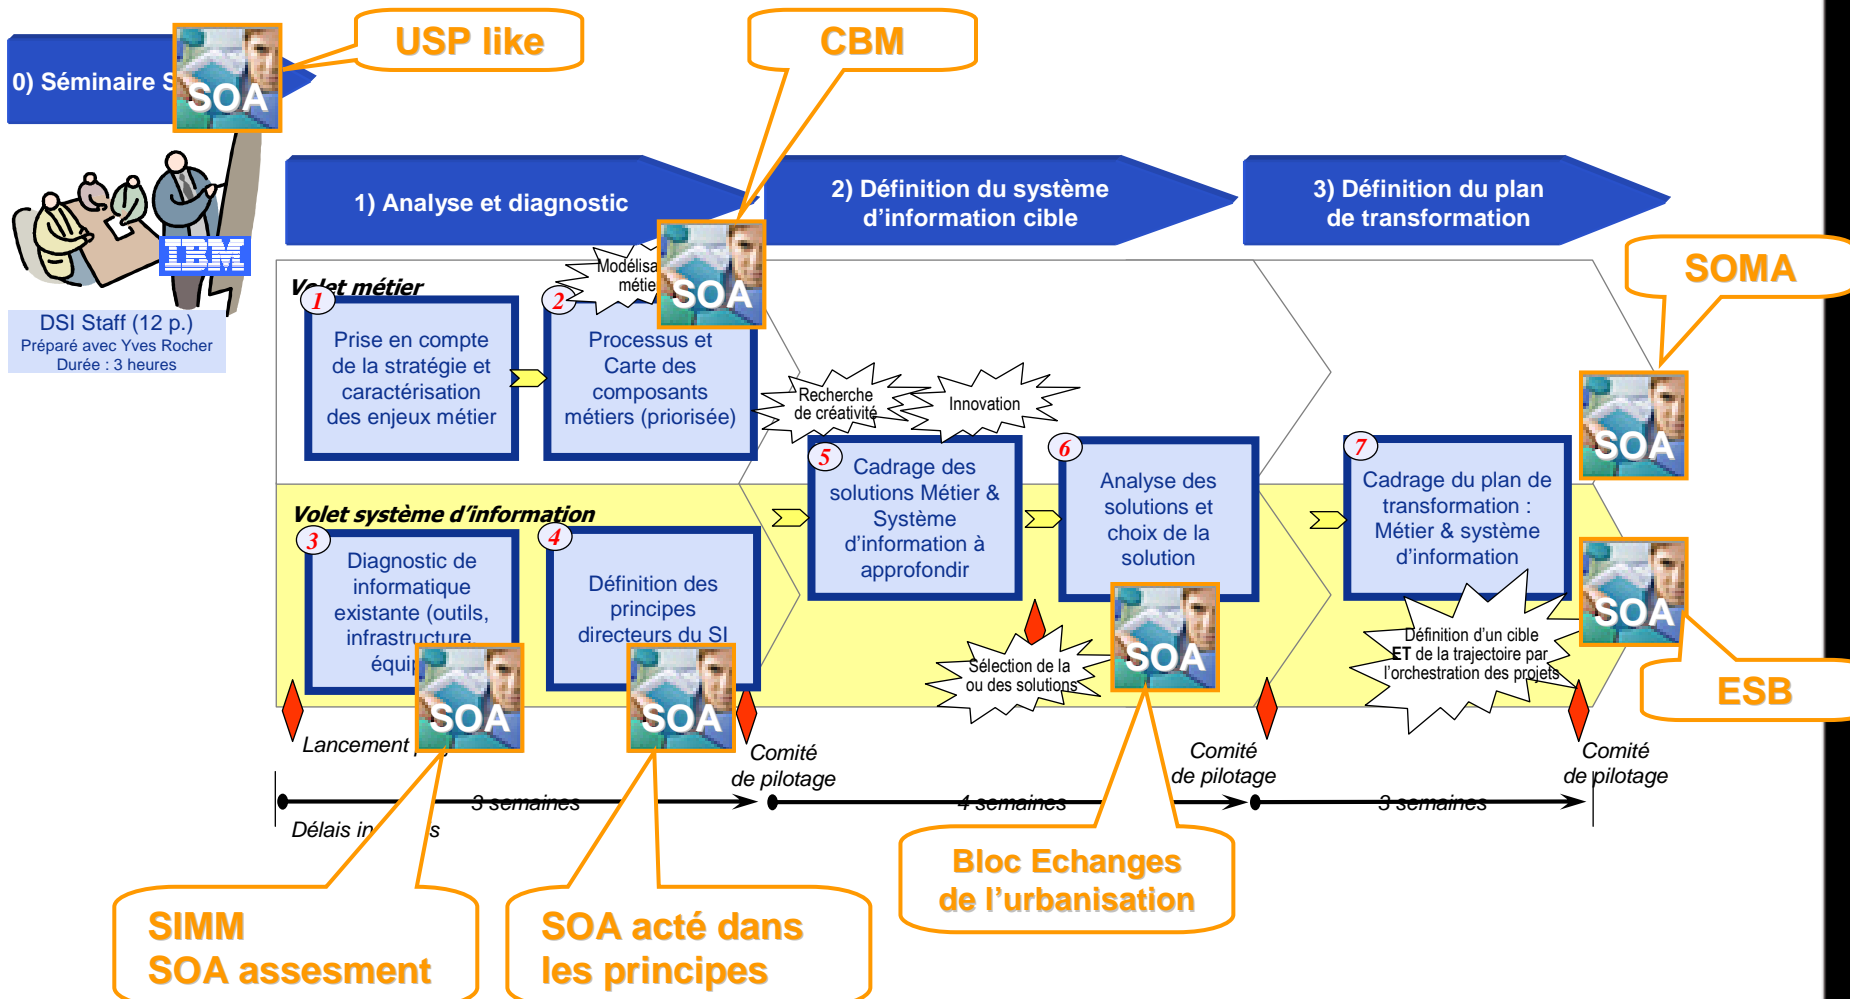 USP like
CBM
0) Séminaire S
SOA
IBM
DSI Staff (12 p.)
Préparé avec Yves Rocher
Durée : 3 heures
1) Analyse et diagnostic
2) Définition du système
d’information cible
3) Définition du plan
de transformation
SOMA
Volet métier
1
Prise en compte
de la stratégie et
caractérisation
des enjeux métier
2
Modélisa
métie
SOA
Processus et
Carte des
composants
métiers (priorisée)
Recherche
de créativité
Innovation
SOA
Volet système d’information
3
Diagnostic de
informatique
existante (outils,
infrastructure,
équip
SOA
4
Définition des
principes
directeurs du SI
SOA
5
Cadrage des
solutions Métier &
Système
d’information à
approfondir
6
Analyse des
solutions et
choix de la
solution
SOA
Sélection de la
ou des solutions
7
Cadrage du plan de
transformation :
Métier & système
d’information
SOA
Définition d’un cible
ET de la trajectoire par
l’orchestration des projets
ESB
Lancement
Comité
de pilotage
Comité
de pilotage
Comité
de pilotage
3 semaines
4 semaines
3 semaines
Délais in
s
SIMM
SOA assesment
SOA acté dans
les principes
Bloc Echanges
de l’urbanisation